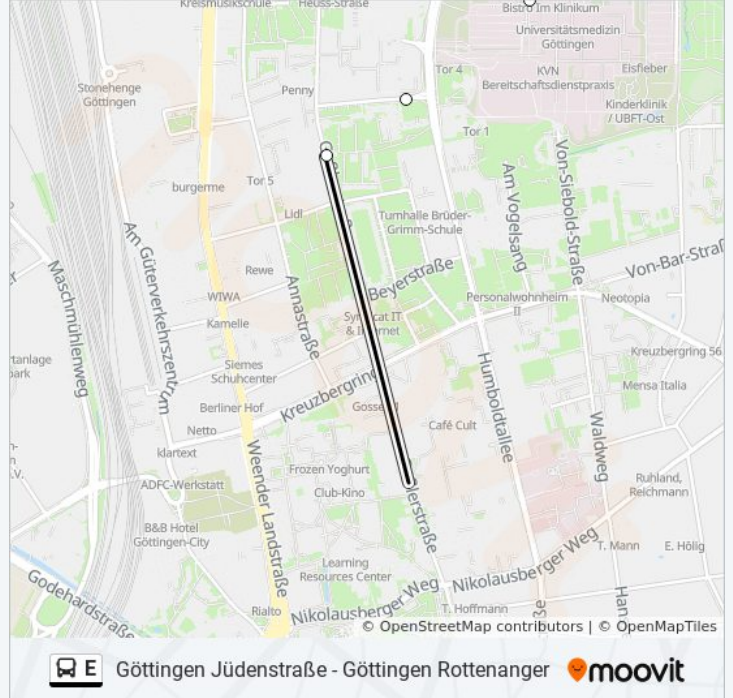 Kreismusikschule
Heuss-Straße
Bistro im Klinikum
Universitätsmedizin
Göttingen
Tor 4
KVN
Bereitschaftsdienstpraxis
Elsfieber
Stonehenge
Göttingen
Penny
Kinderklinik
/ UBFT-Ost
Tor 1
burgerme
Tor 5
Am Vogelsang
Von-Siebold-Straße
Lidl
Turnhalle Brüder-
Grimm-Schule
Am Güterverkehrszentrum
Maschmühlenweg
Rewe
Annastraße
Beyerstraße
Von-Bar-Straß
WIWA
Personalwohnheim
II
Neotopia
Kamelle
Kreuzbergring 56
Siemes
Schuhcenter
Kreuzbergring
Humboldtallee
Mensa Italia
Berliner Hof
Café Cult
Waldweg
Netto
klartext
Weender Landstraße
Frozen Yoghurt
Club-Kino
ADFC-Werkstatt
Ruhland,
Reichmann
B&B Hotel
Göttingen-City
T. Mann
E. Hölig
Learning
Resources Center
Nikolausberger Weg
Nikolausberger Weg
Godehardstraße
Rialto
T. Hoffmann
© OpenStreetMap contributors | © OpenMapTiles
E Göttingen Jüdenstraße - Göttingen Rottenanger moovit